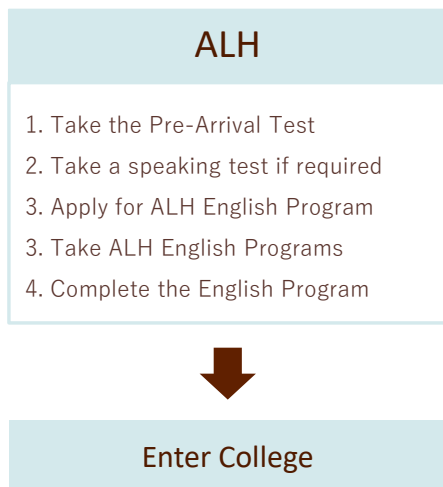 ALH
1. Take the Pre-Arrival Test
2. Take a speaking test if required
3. Apply for ALH English Program
3. Take ALH English Programs
4. Complete the English Program
Enter College